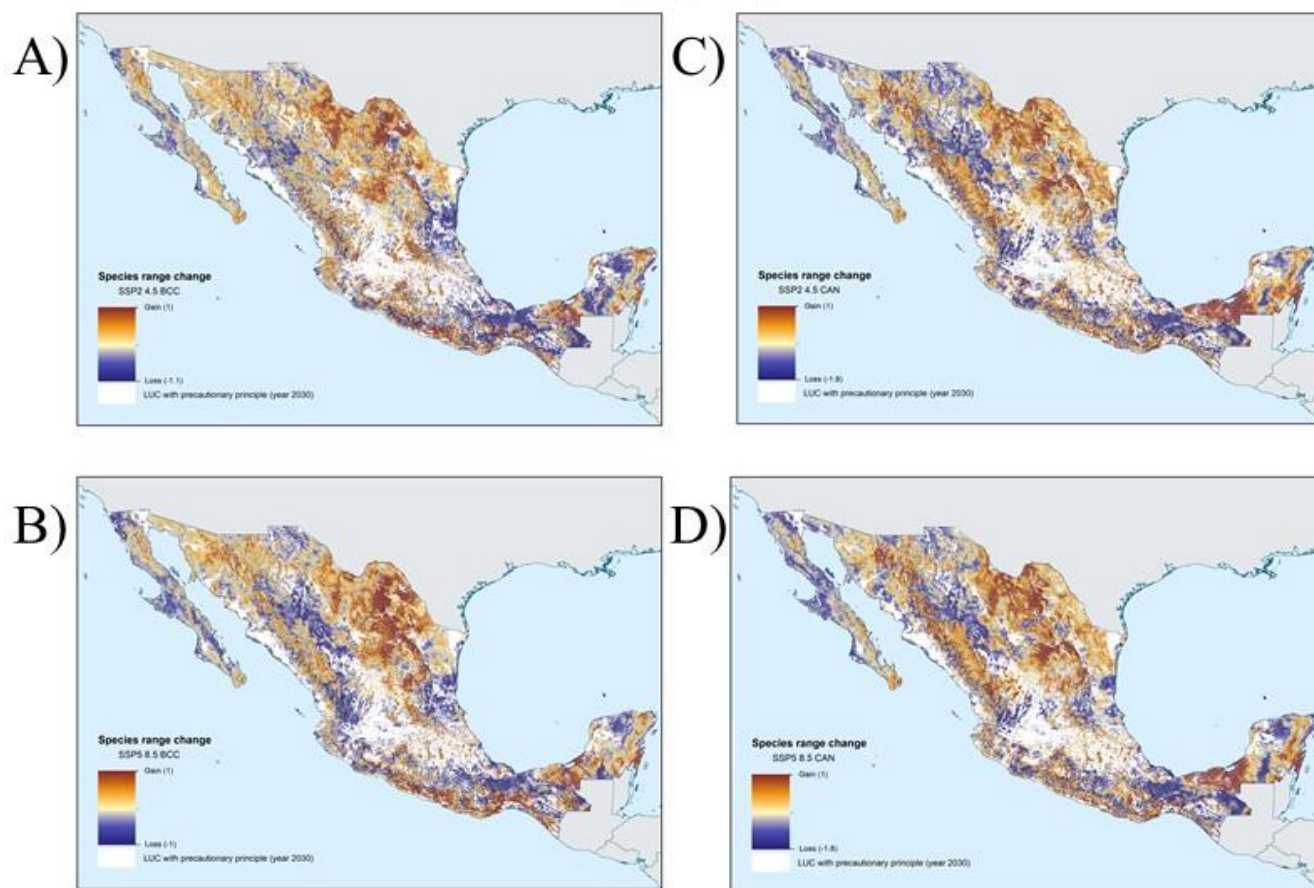 A)
Species range change
SSP2 4.5 BCC
Gain (1)
Loss (-1.1)
LUC with precautionary principle (year 2030)
C)
Species range change
SSP2 4.5 CAN
Gain (1)
Loss (-1.8)
LUC with precautionary principle (year 2030)
B)
Species range change
SSP5 8.5 BCC
Gain (1)
Loss (-1)
LUC with precautionary principle (year 2030)
D)
Species range change
SSP5 8.5 CAN
Gain (1)
Loss (-1.8)
LUC with precautionary principle (year 2030)